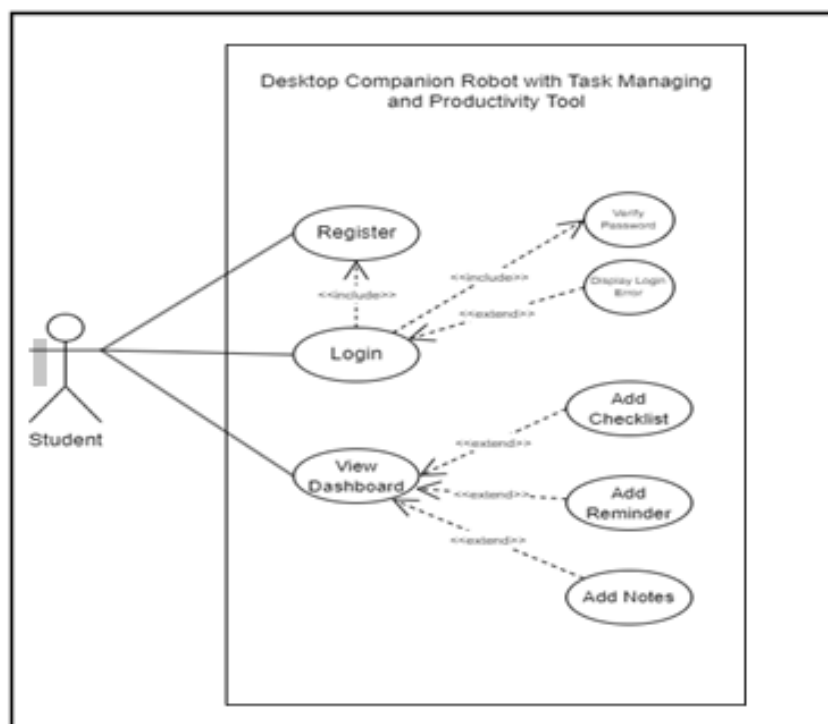 Desktop Companion Robot with Task Managing
and Productivity Tool
Register
Verify
Password
<<include>>
<<include>>
Display Login
Error
<<extend>>
Login
Student
Add
Checklist
<<extend>>
View
Dashboard
<<extend>>
Add
Reminder
<<extend>>
Add Notes